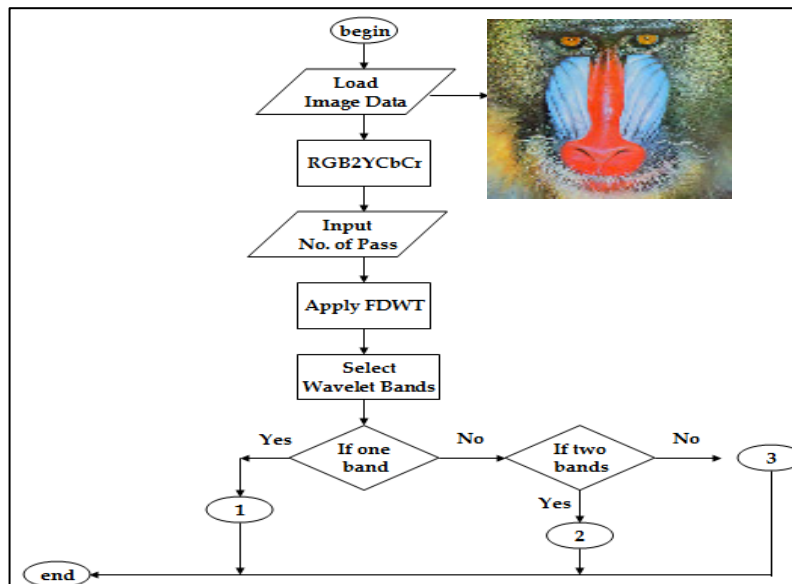 begin
Load
Image Data
RGB2YCbCr
Input
No. of Pass
Apply FDWT
Select
Wavelet Bands
Yes
If one
band
No
If two
bands
No
3
1
Yes
2
end